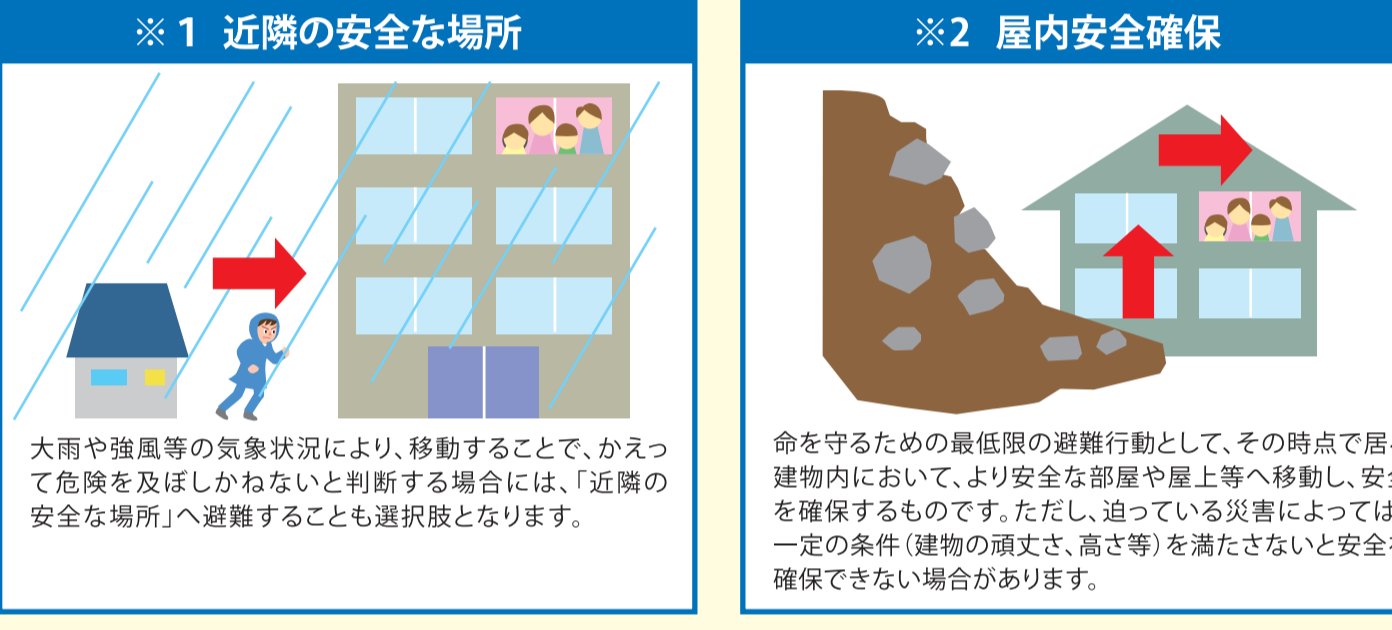 ※1 近隣の安全な場所
大雨や強風等の気象状況により、移動することで、かえっ
て危険を及ぼしかねないと判断する場合には、「近隣の
安全な場所」へ避難することも選択肢となります。
※2 屋内安全確保
命を守るための最低限の避難行動として、その時点で居
建物内において、より安全な部屋や屋上等へ移動し、安全
を確保するものです。ただし、迫っている災害によっては
一定の条件(建物の頑丈さ、高さ等)を満たさないと安全
確保できない場合があります。